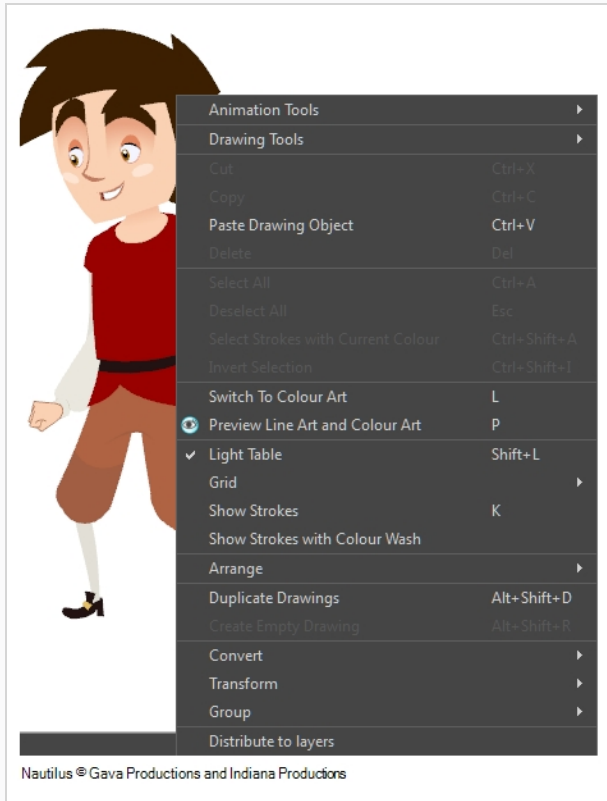 Animation Tools
Drawing Tools
Cut Ctrl+X
Copy Ctrl+C
Paste Drawing Object Ctrl+V
Delete Del
Select All Ctrl+A
Deselect All Esc
Select Strokes with Current Colour Ctrl+Shift+A
Invert Selection Ctrl+Shift+I
Switch To Colour Art L
Preview Line Art and Colour Art P
Light Table Shift+L
Grid
Show Strokes K
Show Strokes with Colour Wash
Arrange
Duplicate Drawings Alt+Shift+D
Create Empty Drawing Alt+Shift+R
Convert
Transform
Group
Distribute to layers
Nautilus © Gava Productions and Indiana Productions